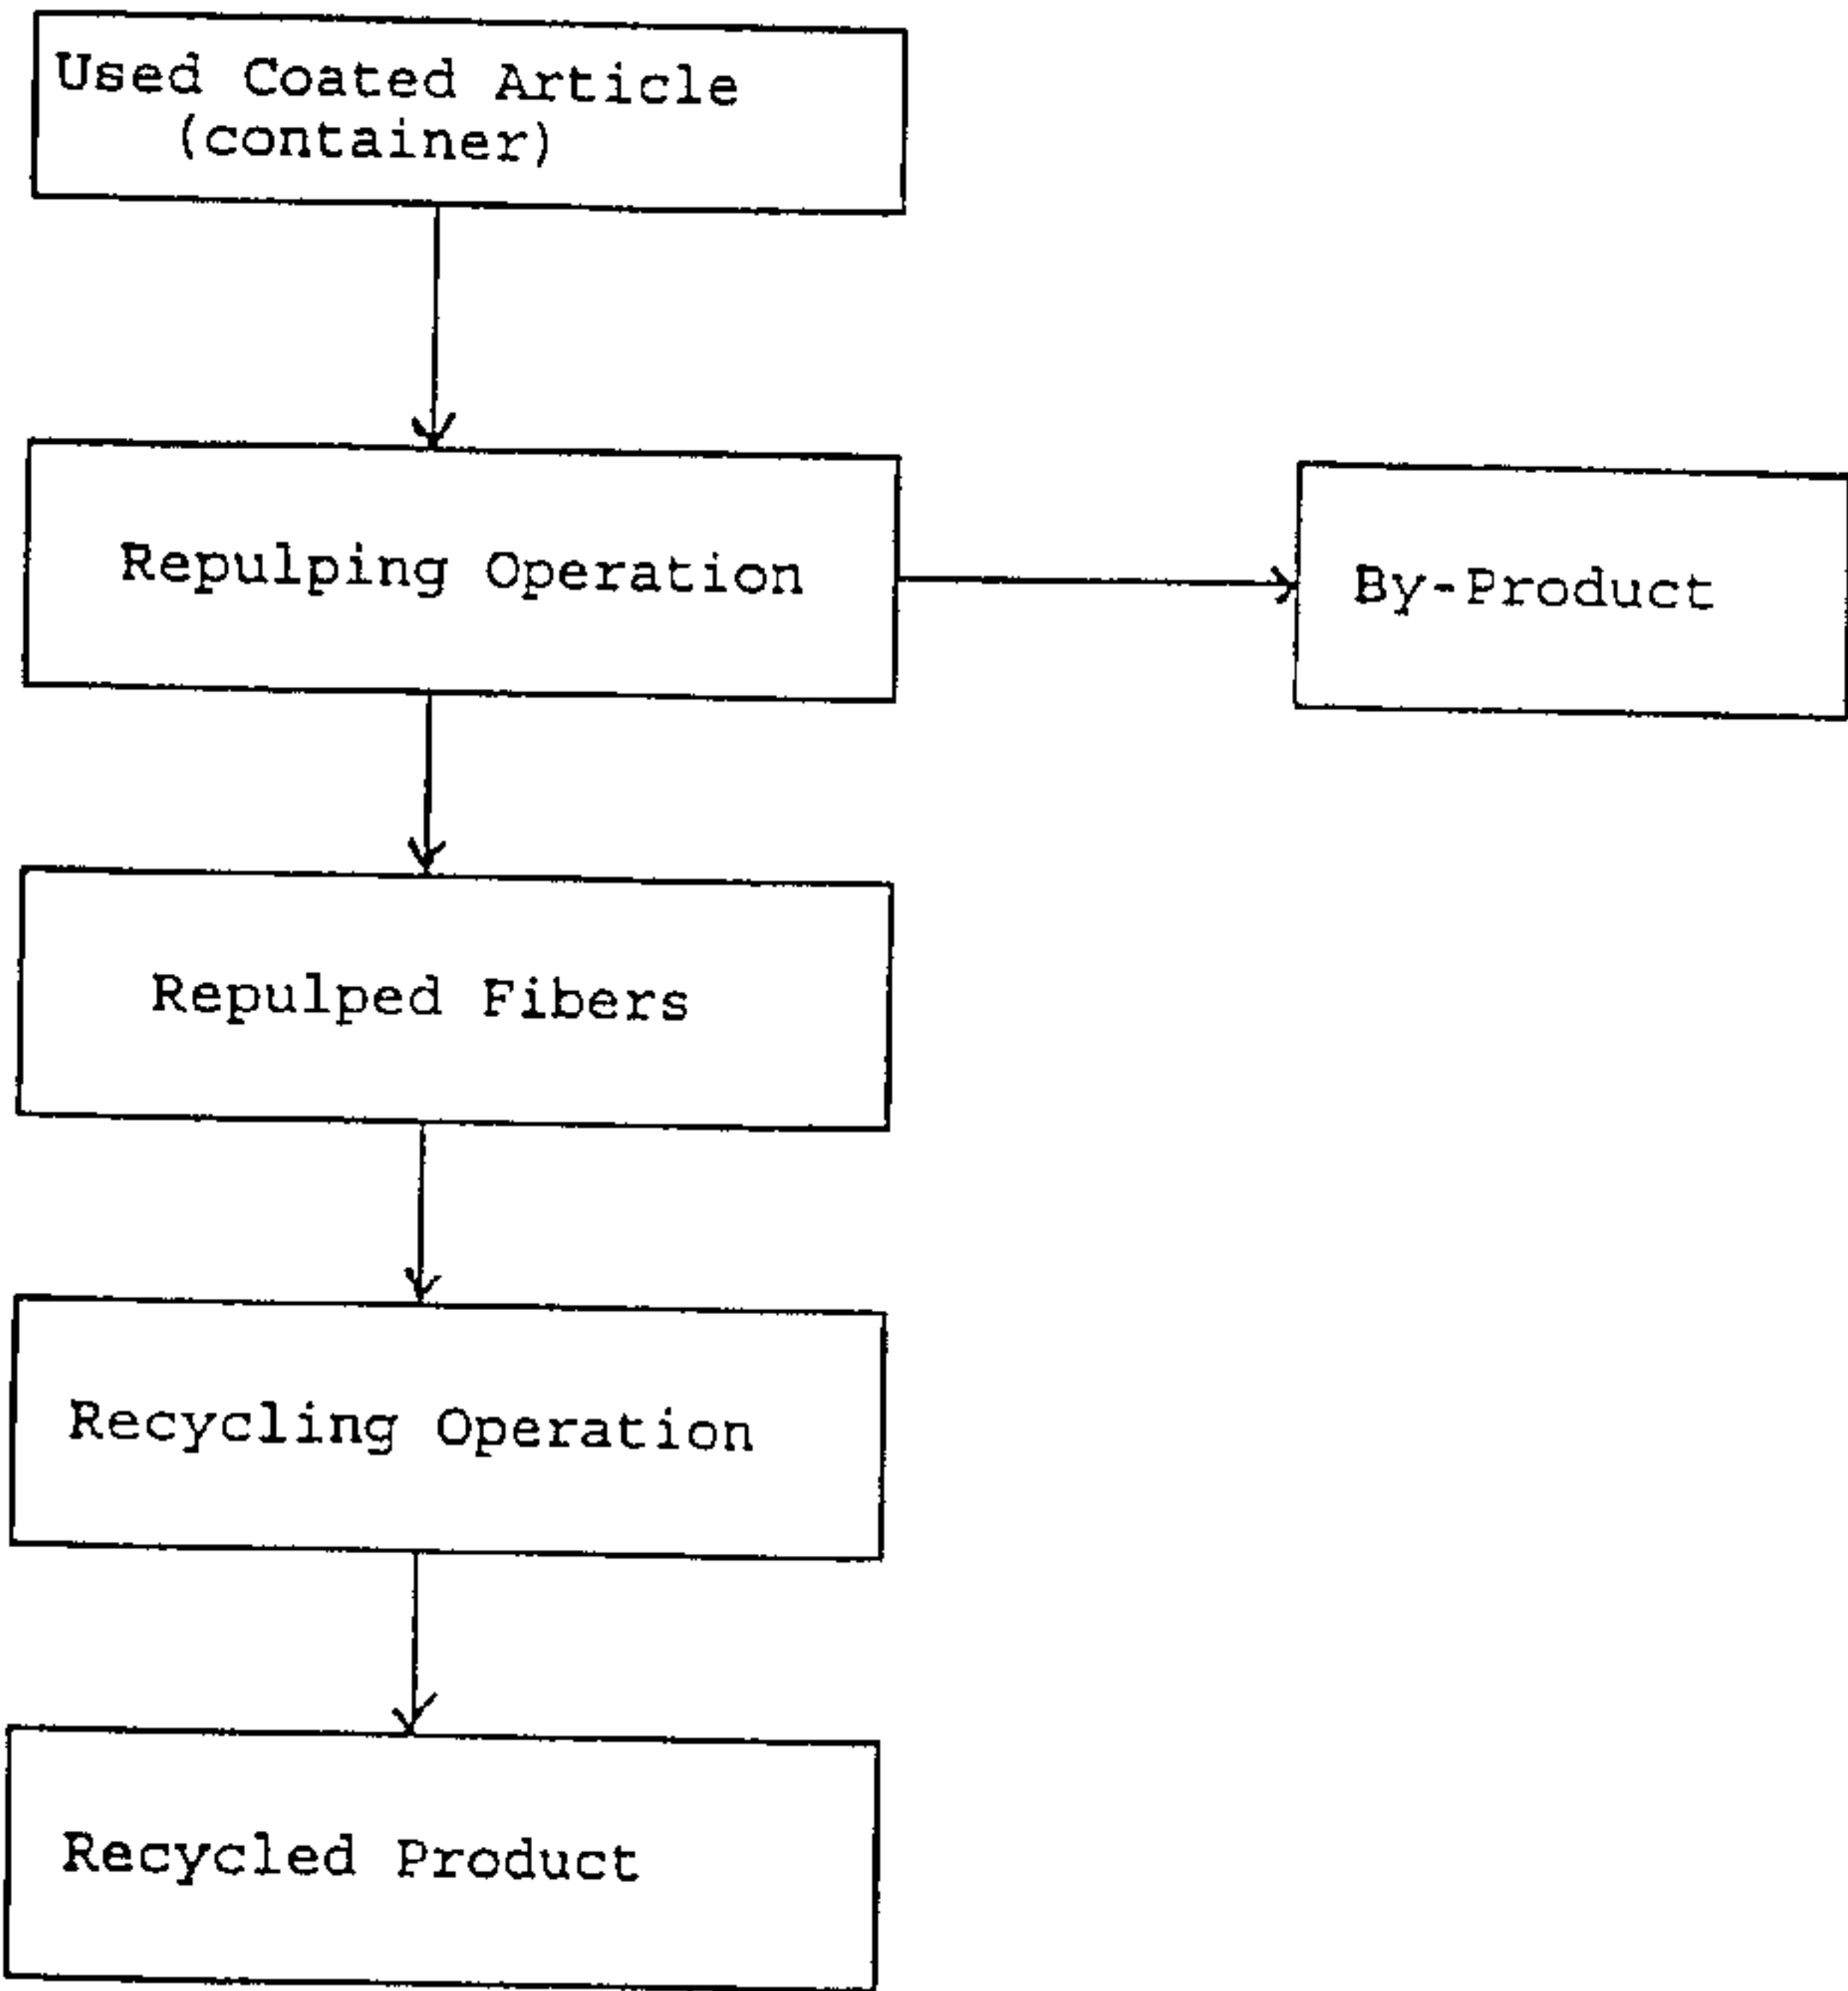 Used Coated Article
(container)
Repulping Operation
By-Product
Repulped Fibers
Recycling Operation
Recycled Product